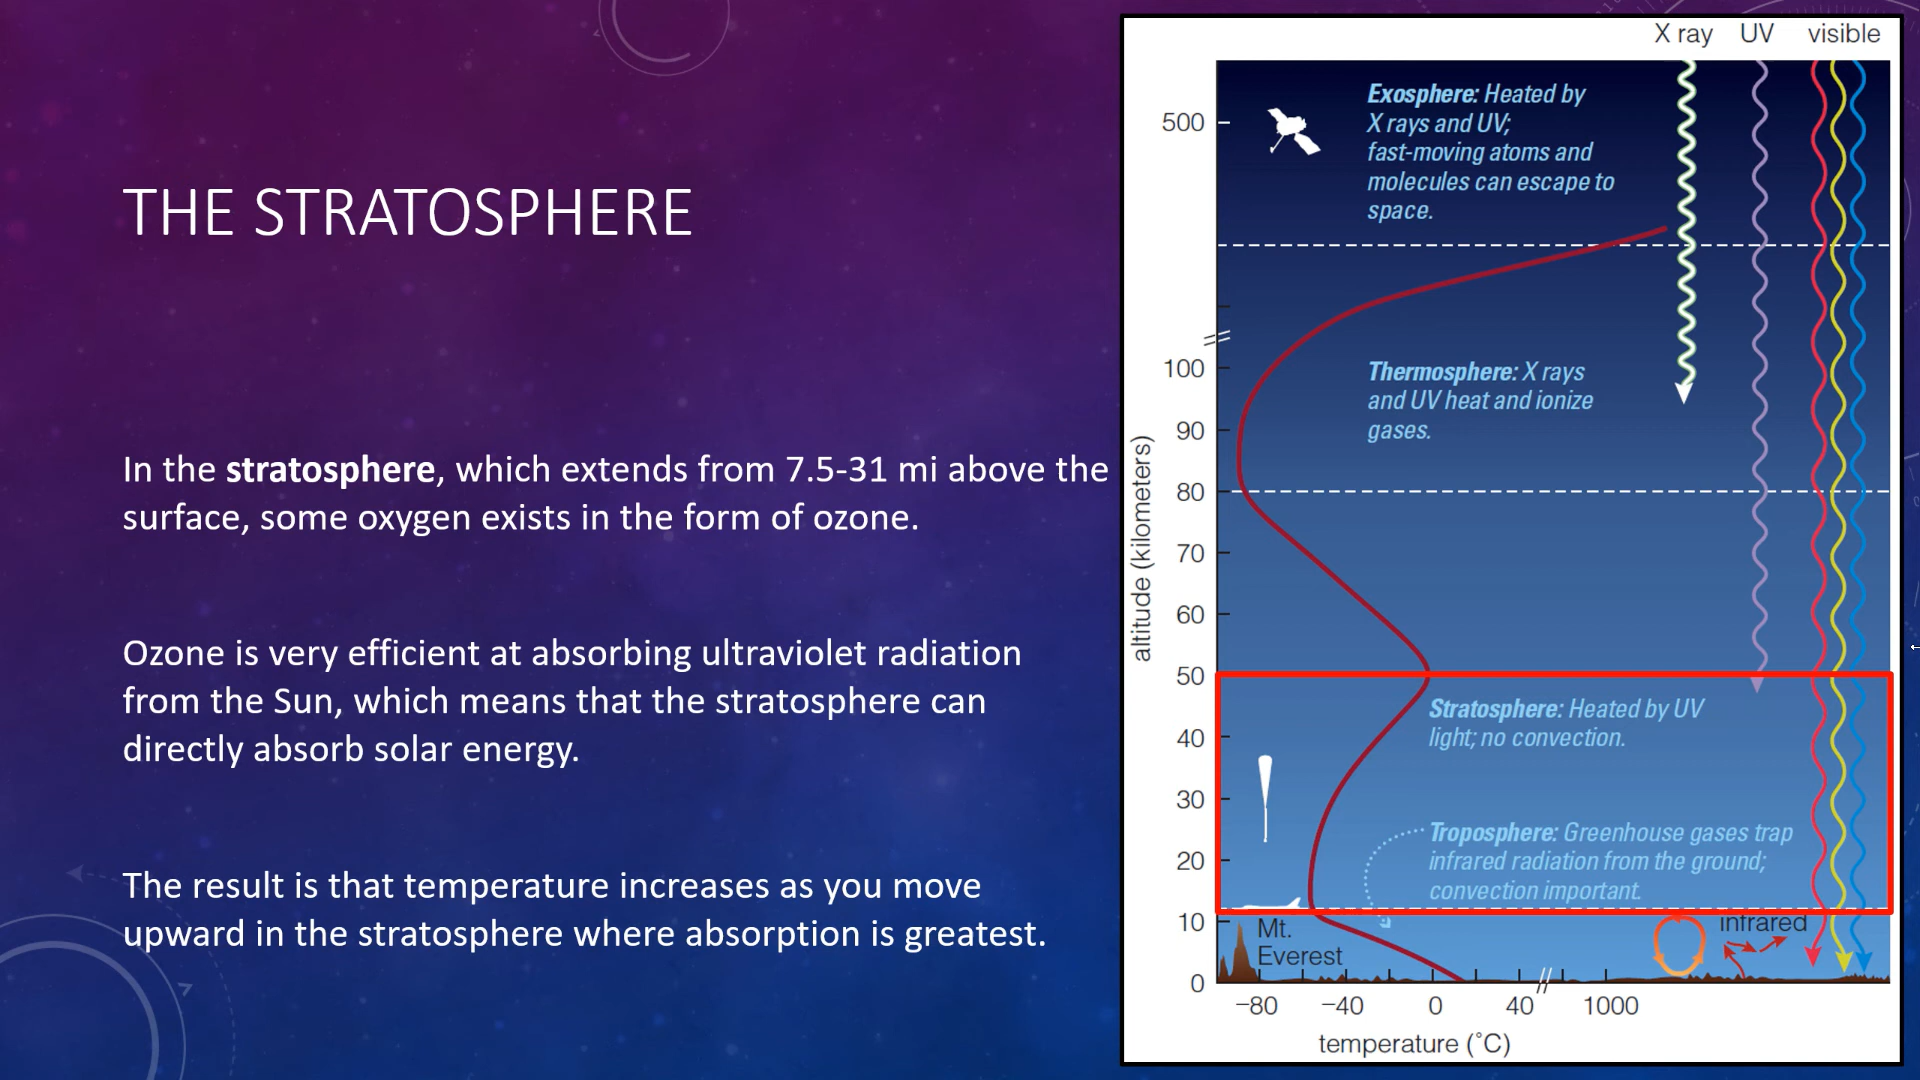 THE STRATOSPHERE
In the stratosphere, which extends from 7.5-31 mi above the
surface, some oxygen exists in the form of ozone.
Ozone is very efficient at absorbing ultraviolet radiation
from the Sun, which means that the stratosphere can
directly absorb solar energy.
The result is that temperature increases as you move
upward in the stratosphere where absorption is greatest.
X ray UV visible
Exosphere: Heated by
X rays and UV;
fast-moving atoms and
molecules can escape to
space.
Thermosphere: X rays
and UV heat and ionize
gases.
Stratosphere: Heated by UV
light; no convection.
Troposphere: Greenhouse gases trap
infrared radiation from the ground;
convection important.
infrared
Mt.
Everest
altitude (kilometers)
500
100
90
80
70
60
50
40
30
20
10
0
−80 −40 0 40 1000
temperature (°C)